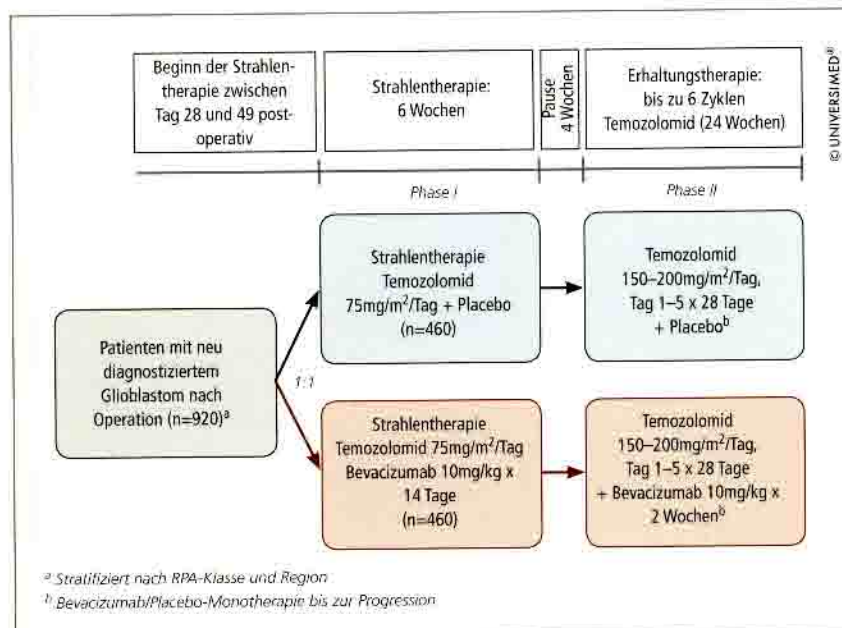 Beginn der Strahlen-
therapie zwischen
Tag 28 und 49 post-
operativ
Strahlentherapie:
6 Wochen
Pause
4 Wochen
Erhaltungstherapie:
bis zu 6 Zyklen
Temozolomid (24 Wochen)
© UNIVERSIMED®
Phase I
Phase II
Patienten mit neu
diagnostiziertem
Glioblastom nach
Operation (n=920)ᵃ
1:1
Strahlentherapie
Temozolomid
75mg/m²/Tag + Placebo
(n=460)
Temozolomid
150–200mg/m²/Tag,
Tag 1–5 x 28 Tage
+ Placeboᵇ
Strahlentherapie
Temozolomid 75mg/m²/Tag
Bevacizumab 10mg/kg x
14 Tage
(n=460)
Temozolomid
150–200mg/m²/Tag,
Tag 1–5 x 28 Tage
+ Bevacizumab 10mg/kg x
2 Wochenᵇ
ᵃ Stratifiziert nach RPA-Klasse und Region
ᵇ Bevacizumab/Placebo-Monotherapie bis zur Progression